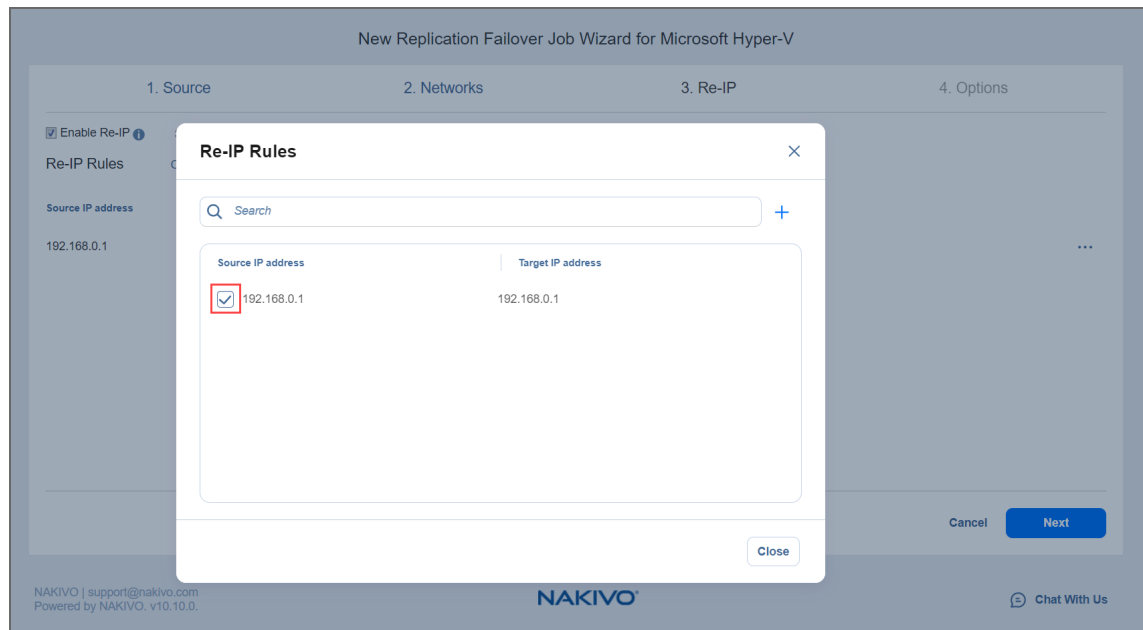 New Replication Failover Job Wizard for Microsoft Hyper-V
1. Source
2. Networks
3. Re-IP
4. Options
Enable Re-IP
Re-IP Rules
Source IP address
192.168.0.1
...
Re-IP Rules
Search
Source IP address
Target IP address
192.168.0.1
192.168.0.1
Close
Cancel
Next
NAKIVO | support@nakivo.com
Powered by NAKIVO. v10.10.0.
NAKIVO®
Chat With Us